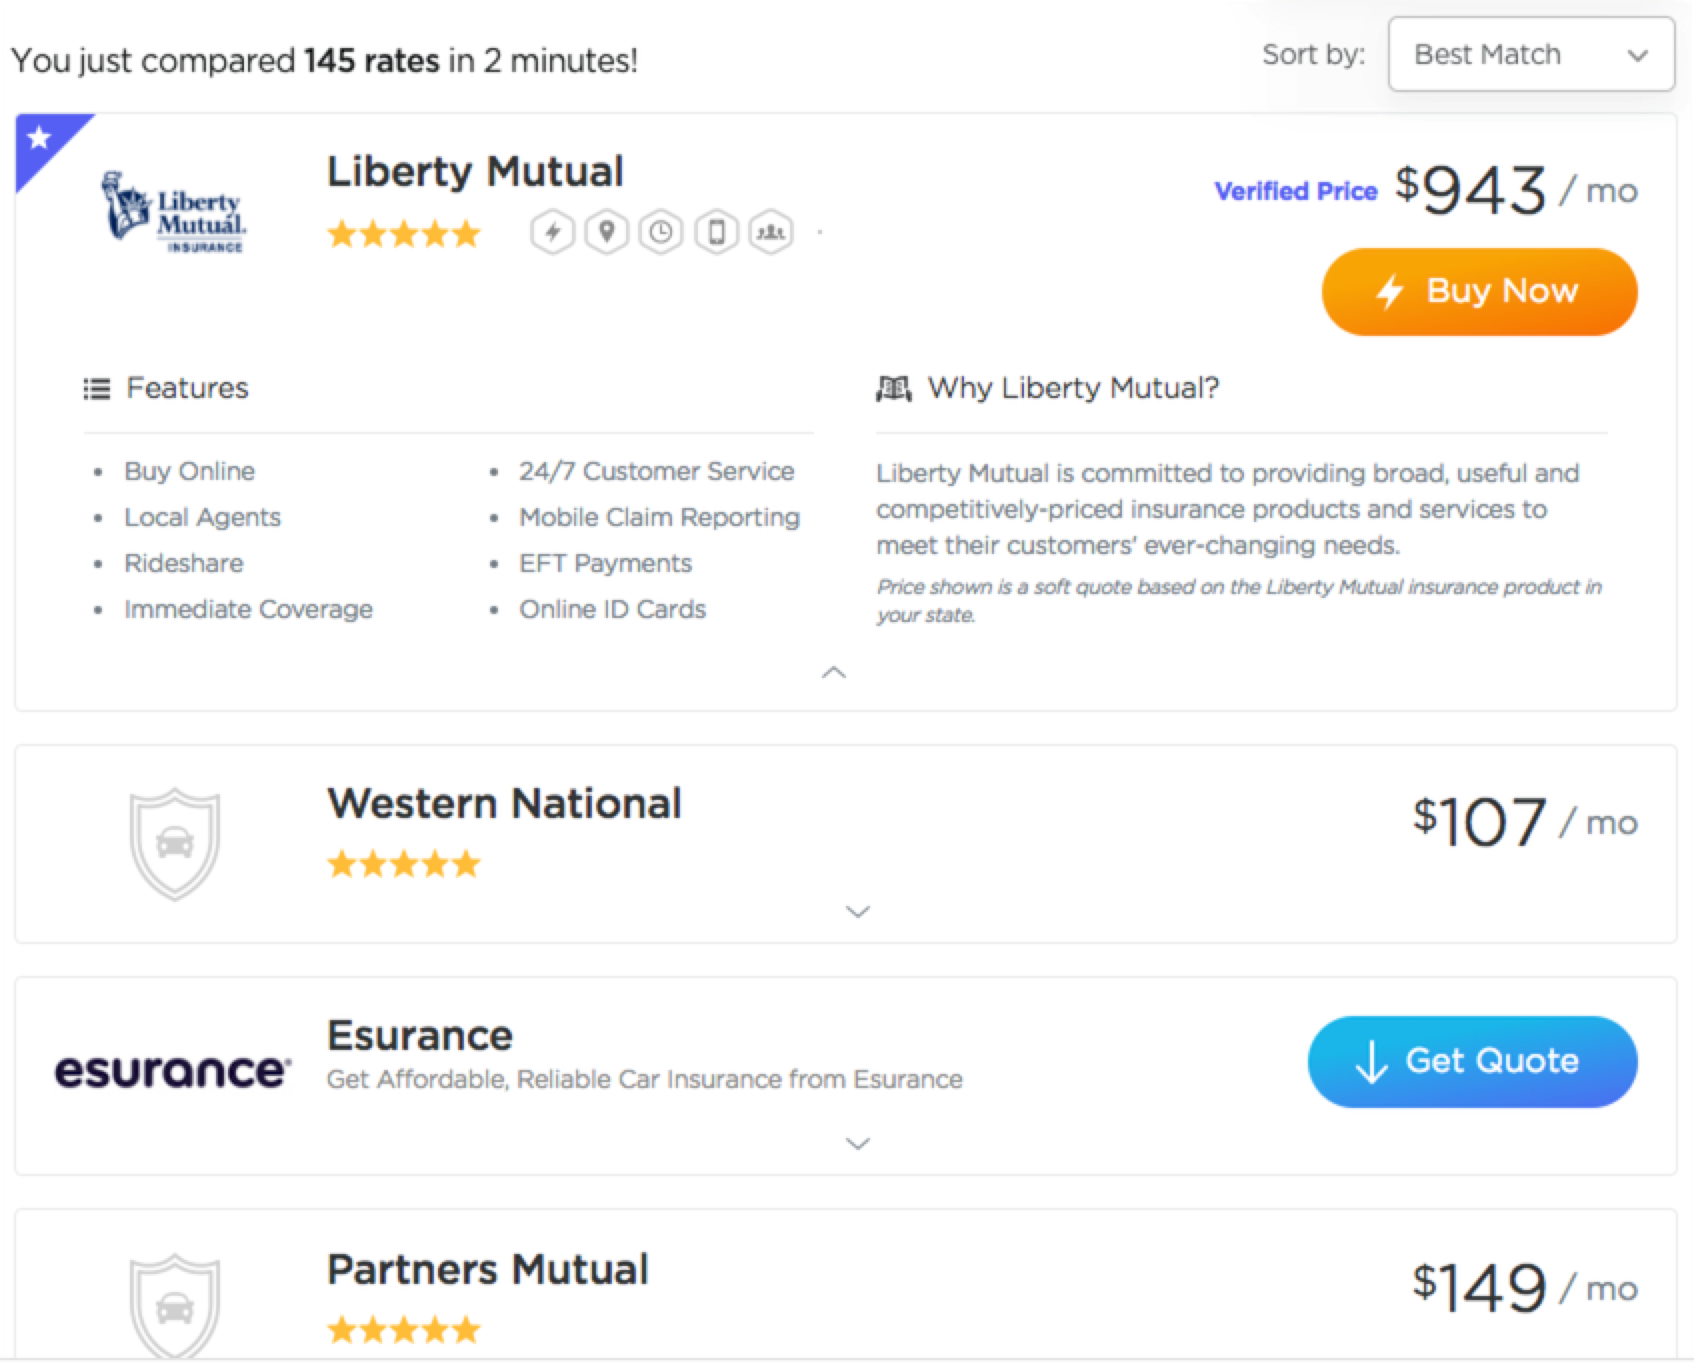 You just compared 145 rates in 2 minutes!
Sort by: Best Match
Liberty Mutual. INSURANCE
Liberty Mutual
Verified Price $943 / mo
Buy Now
Features
Buy Online
Local Agents
Rideshare
Immediate Coverage
24/7 Customer Service
Mobile Claim Reporting
EFT Payments
Online ID Cards
Why Liberty Mutual?
Liberty Mutual is committed to providing broad, useful and
competitively-priced insurance products and services to
meet their customers' ever-changing needs.
Price shown is a soft quote based on the Liberty Mutual insurance product in
your state.
Western National
$107 / mo
esurance
Esurance
Get Affordable, Reliable Car Insurance from Esurance
Get Quote
Partners Mutual
$149 / mo